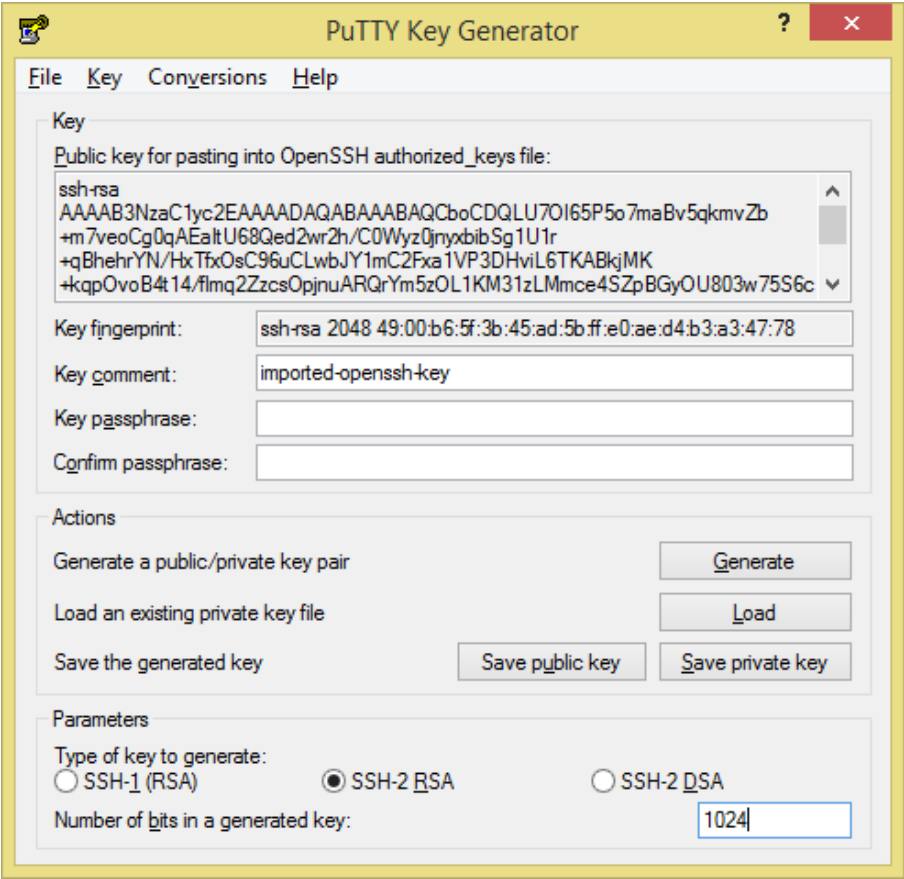 PuTTY Key Generator
?
File Key Conversions Help
Key
Public key for pasting into OpenSSH authorized_keys file:
ssh-rsa
AAAAB3NzaC1yc2EAAAADAQABAAABAQCboCDQLU7OI65P5o7maBv5qkmvZb
+m7veoCg0qAEaItU68Qed2wr2h/C0Wyz0jnyxbibSg1U1r
+qBhehrYN/HxTfxOsC96uCLwbJY1mC2Fxa1VP3DHviL6TKABkjMK
+kqpOvoB4t14/flmq2ZzcsOpjnuARQrYm5zOL1KM31zLMmce4SZpBGyOU803w75S6c
Key fingerprint: ssh-rsa 2048 49:00:b6:5f:3b:45:ad:5b:ff:e0:ae:d4:b3:a3:47:78
Key comment: imported-openssh-key
Key passphrase:
Confirm passphrase:
Actions
Generate a public/private key pair Generate
Load an existing private key file Load
Save the generated key Save public key Save private key
Parameters
Type of key to generate:
SSH-1 (RSA) SSH-2 RSA SSH-2 DSA
Number of bits in a generated key: 1024